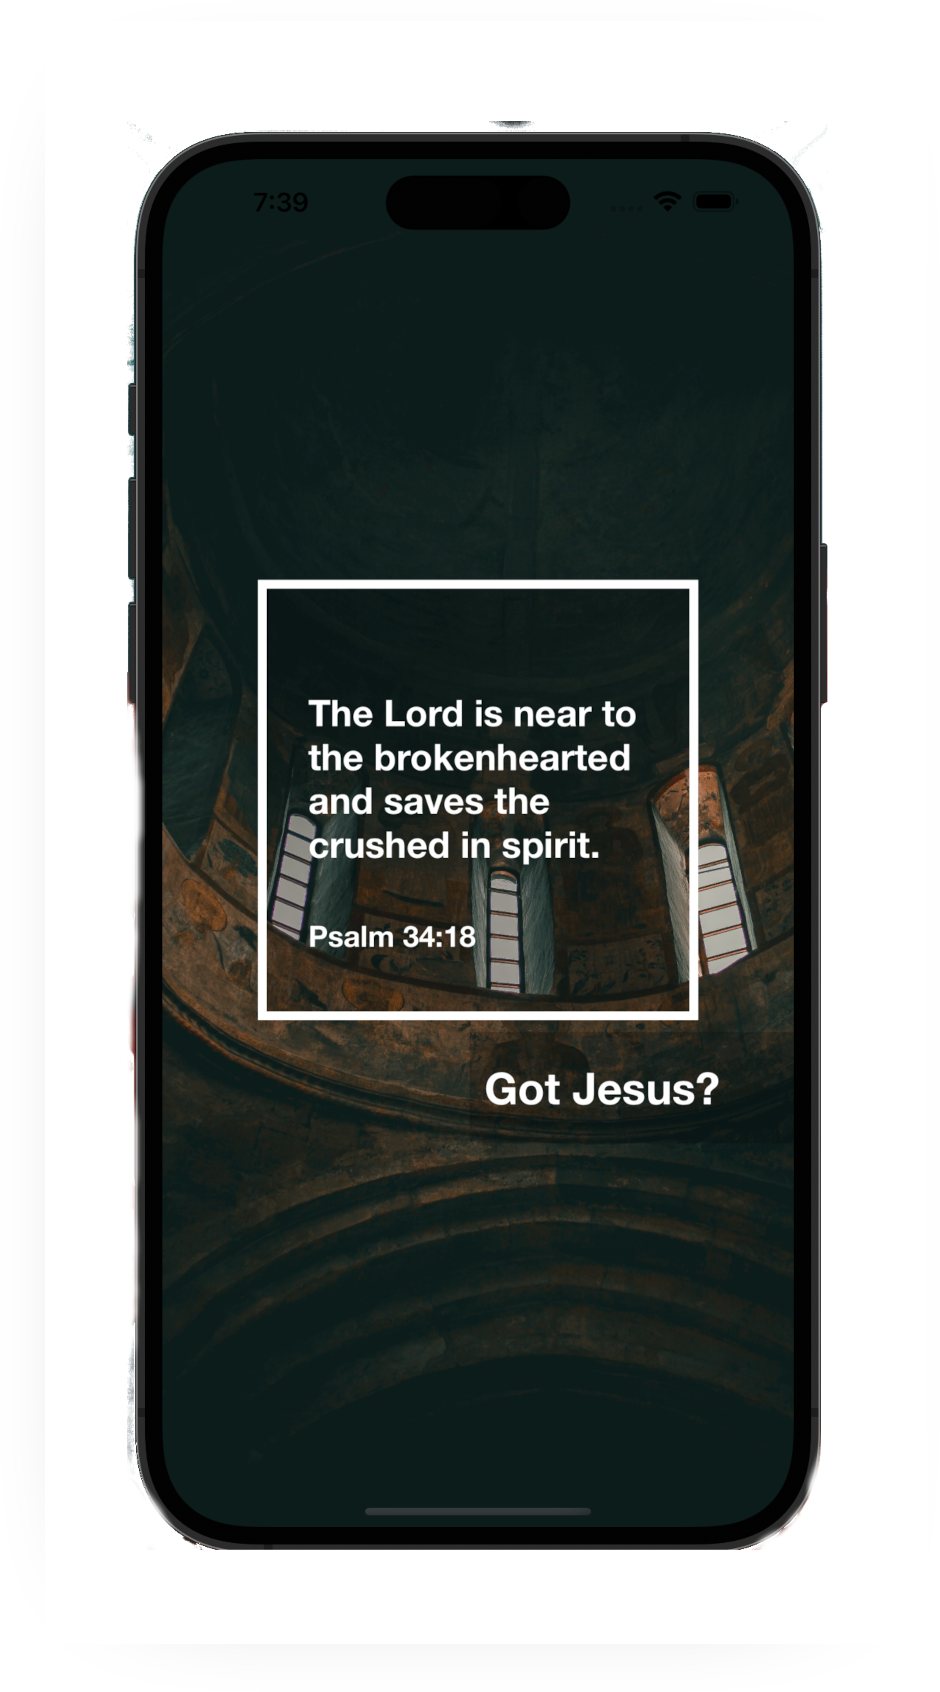 7:39
The Lord is near to
the brokenhearted
and saves the
crushed in spirit.
Psalm 34:18
Got Jesus?